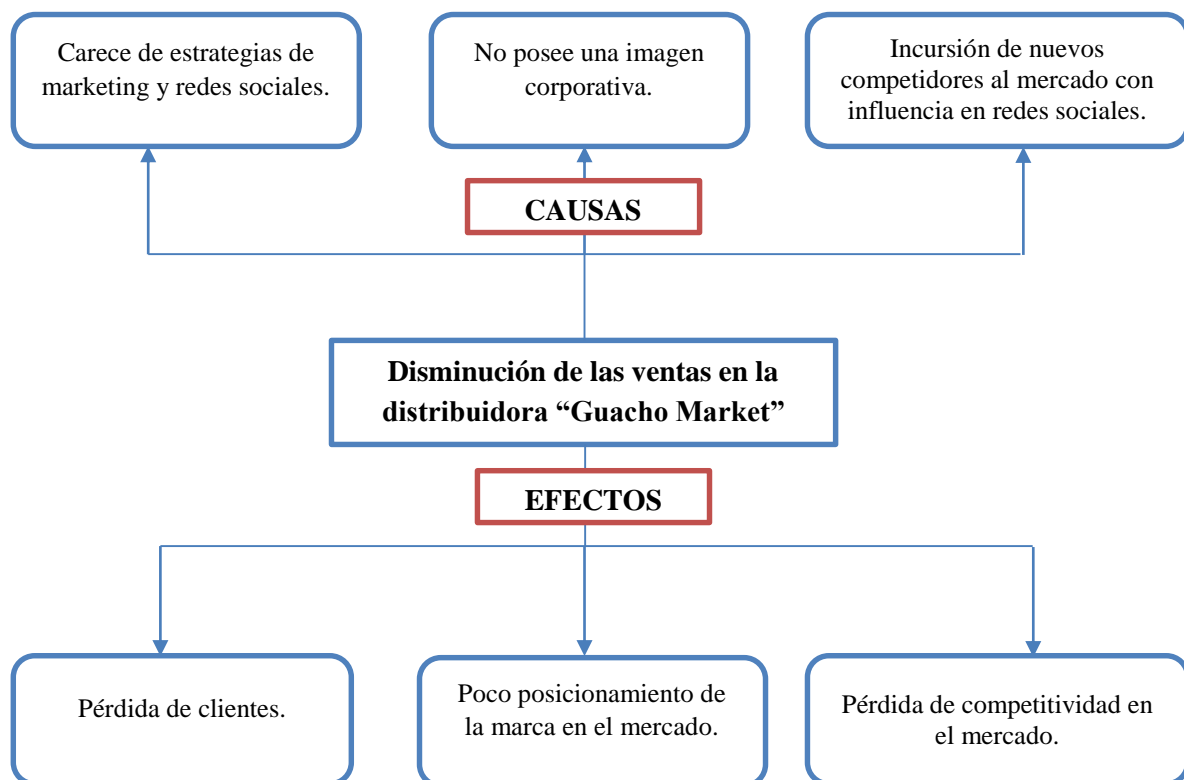 Carece de estrategias de
marketing y redes sociales.
No posee una imagen
corporativa.
Incursión de nuevos
competidores al mercado con
influencia en redes sociales.
CAUSAS
Disminución de las ventas en la
distribuidora “Guacho Market”
EFECTOS
Pérdida de clientes.
Poco posicionamiento de
la marca en el mercado.
Pérdida de competitividad en
el mercado.